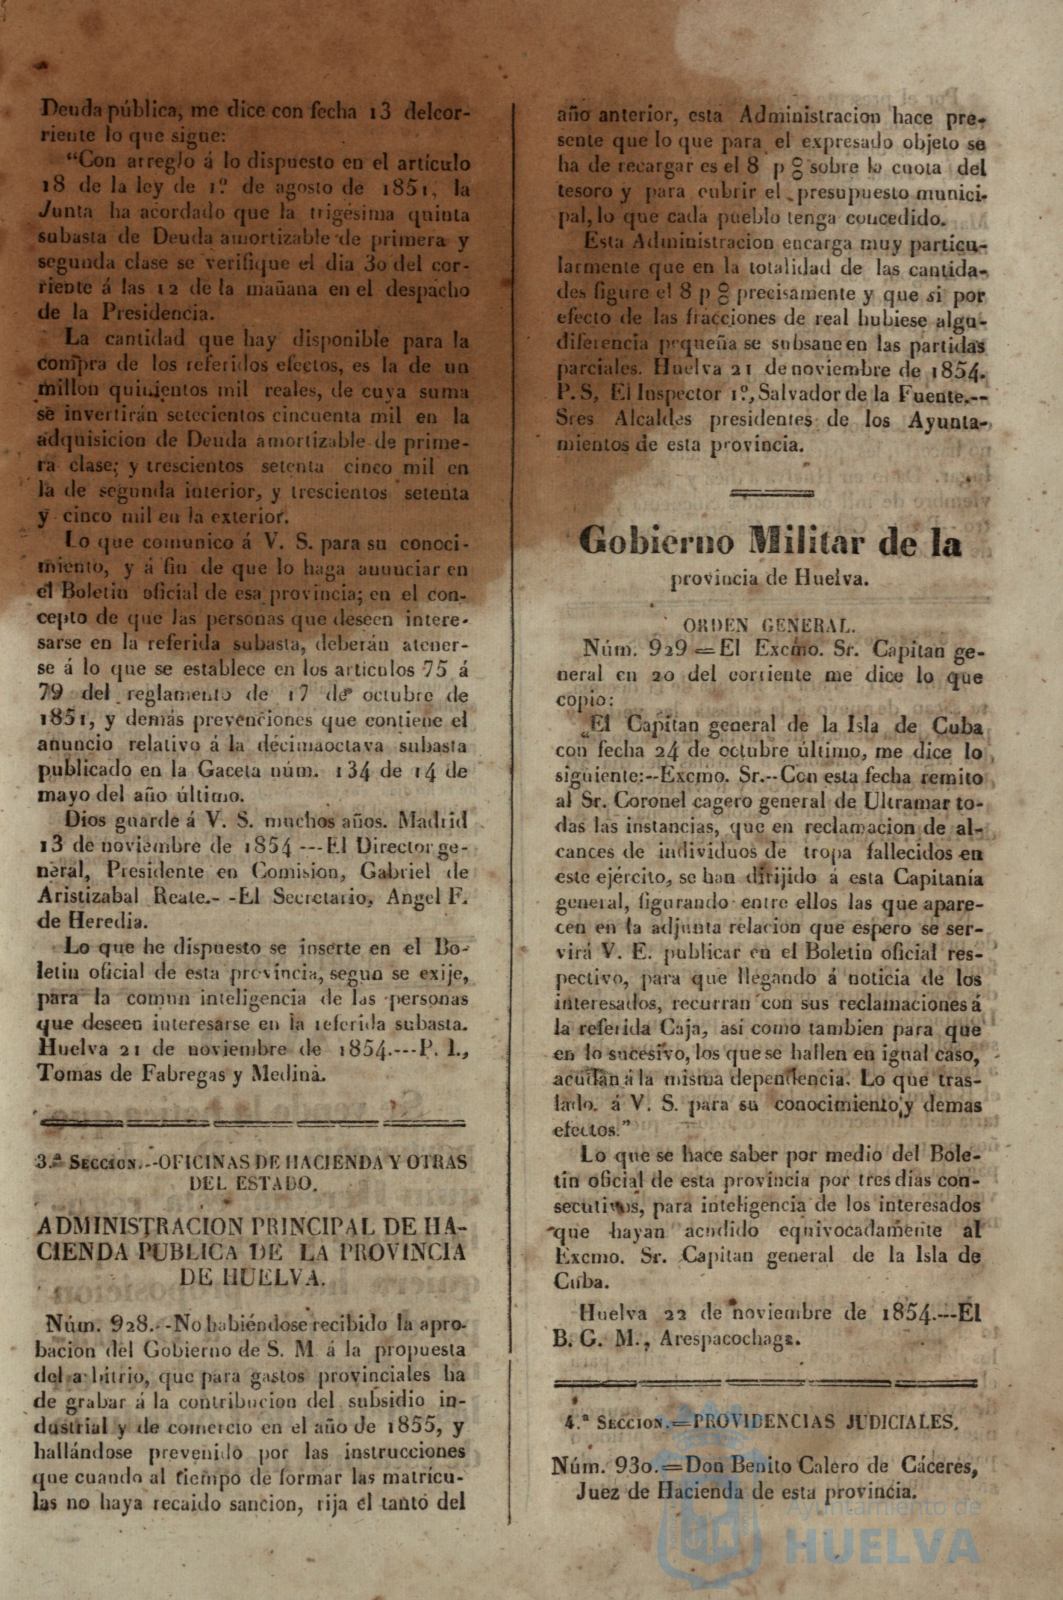 Deuda pública, me dice con fecha 13 delcor-
riente lo que sigue:
“Con arreglo á lo dispuesto en el artículo
18 de la ley de 1.º de agosto de 1851, la
Junta ha acordado que la trigésima quinta
subasta de Deuda amortizable de primera y
segunda clase se verifique el dia 30 del cor-
riente á las 12 de la mañana en el despacho
de la Presidencia.
La cantidad que hay disponible para la
compra de los referidos efectos, es la de un
millon quinientos mil reales, de cuya suma
se invertirán setecientos cincuenta mil en la
adquisicion de Deuda amortizable de prime-
ra clase; y trescientos setenta cinco mil en
la de segunda interior, y trescientos setenta
y cinco mil en la exterior.
Lo que comunico á V. S. para su conoci-
miento, y á fin de que lo haga anunciar en
el Boletin oficial de esa provincia; en el con-
cepto de que las personas que deseen intere-
sarse en la referida subasta, deberán atener-
se á lo que se establece en los articulos 75 á
79 del reglamento de 17 de octubre de
1851, y demás prevenciones que contiene el
anuncio relativo á la décimaoctava subasta
publicado en la Gaceta núm. 134 de 14 de
mayo del año último.
Dios guarde á V. S. muchos años. Madrid
13 de noviembre de 1854 ---El Director ge-
neral, Presidente en Comision, Gabriel de
Aristizabal Reate.--El Secretario, Angel F.
de Heredia.
Lo que he dispuesto se inserte en el Bo-
letin oficial de esta provincia, segun se exije,
para la comun inteligencia de las personas
que deseen interesarse en la referida subasta.
Huelva 21 de noviembre de 1854.---P. I.,
Tomas de Fabregas y Medina.
3.ª SECCION.--OFICINAS DE HACIENDA Y OTRAS
DEL ESTADO.
ADMINISTRACION PRINCIPAL DE HA-
CIENDA PUBLICA DE LA PROVINCIA
DE HUELVA.
Núm. 928.--No habiéndose recibido la apro-
bacion del Gobierno de S. M á la propuesta
del arbitrio, que para gastos provinciales ha
de grabar á la contribucion del subsidio in-
dustrial y de comercio en el año de 1855, y
hallándose prevenido por las instrucciones
que cuando al tiempo de formar las matrícu-
las no haya recaido sancion, rija el tanto del
año anterior, esta Administracion hace pre-
sente que lo que para el expresado objeto se
ha de recargar es el 8 p % sobre la cuota del
tesoro y para cubrir el presupuesto munici-
pal, lo que cada pueblo tenga concedido.
Esta Administracion encarga muy particu-
larmente que en la totalidad de las cantida-
des figure el 8 p % precisamente y que si por
efecto de las fracciones de real hubiese algu-
diferencia pequeña se subsane en las partidas
parciales. Huelva 21 de noviembre de 1854.
P. S, El Inspector 1.º, Salvador de la Fuente.--
Sres Alcaldes presidentes de los Ayunta-
mientos de esta provincia.
Gobierno Militar de la
provincia de Huelva.
ORDEN GENERAL.
Núm. 929=El Excmo. Sr. Capitan ge-
neral en 20 del corriente me dice lo que
copio:
„El Capitan general de la Isla de Cuba
con fecha 24 de octubre último, me dice lo
siguiente:--Excmo. Sr.--Con esta fecha remito
al Sr. Coronel cagero general de Ultramar to-
das las instancias, que en reclamacion de al-
cances de individuos de tropa fallecidos en
este ejército, se han dirijido á esta Capitanía
general, figurando entre ellos las que apare-
cen en la adjunta relacion que espero se ser-
virá V. E. publicar en el Boletin oficial res-
pectivo, para que llegando á noticia de los
interesados, recurran con sus reclamaciones á
la referida Caja, asi como tambien para que
en lo sucesivo, los que se hallen en igual caso,
acudan á la misma dependencia. Lo que tras-
lado. á V. S. para su conocimiento y demas
efectos.”
Lo que se hace saber por medio del Bole-
tin oficial de esta provincia por tres dias con-
secutivos, para inteligencia de los interesados
que hayan acudido equivocadamente al
Excmo. Sr. Capitan general de la Isla de
Cuba.
Huelva 22 de noviembre de 1854.---El
B. G. M., Arespacochaga.
4.ª SECCION.=PROVIDENCIAS JUDICIALES.
Núm. 930.=Don Benito Calero de Cáceres,
Juez de Hacienda de esta provincia.
Ayuntamiento de
HUELVA